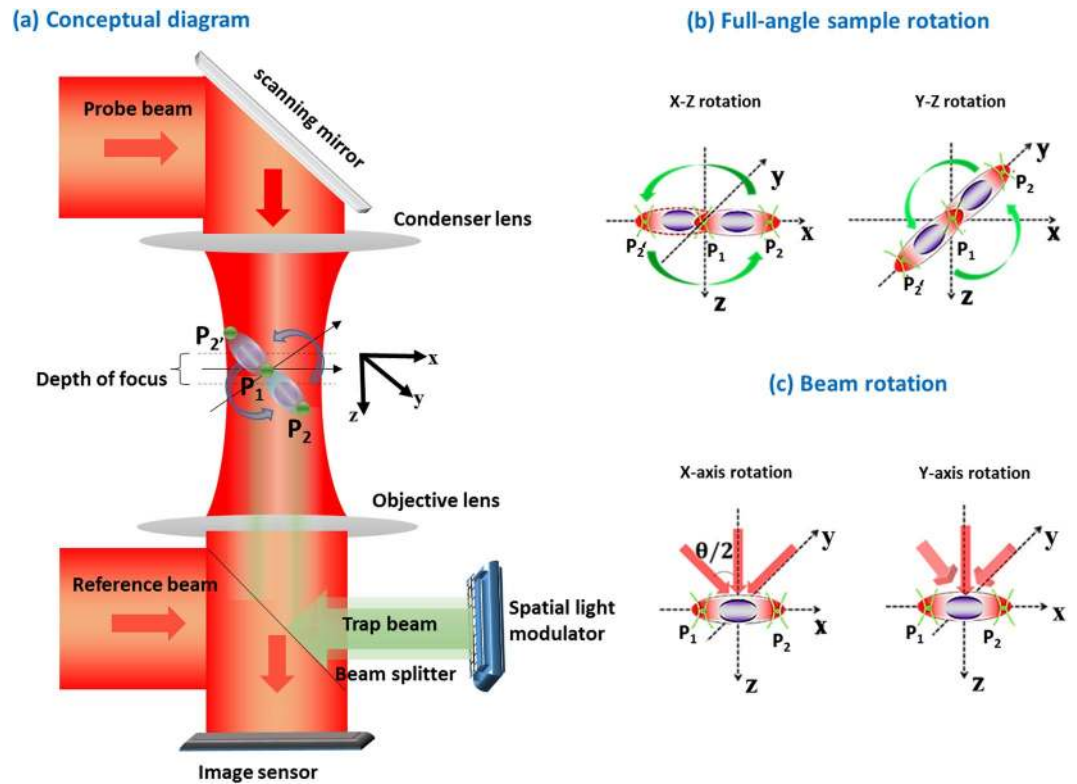 (a) Conceptual diagram
Probe beam
scanning mirror
Condenser lens
P2'
Depth of focus
P1
P2
x
y
z
Objective lens
Reference beam
Trap beam
Spatial light
modulator
Beam splitter
Image sensor
(b) Full-angle sample rotation
X-Z rotation
y
x
P2'
P1
P2
z
Y-Z rotation
y
P2
x
P1
P2'
z
(c) Beam rotation
X-axis rotation
θ/2
y
x
P1
P2
z
Y-axis rotation
y
x
P1
P2
z